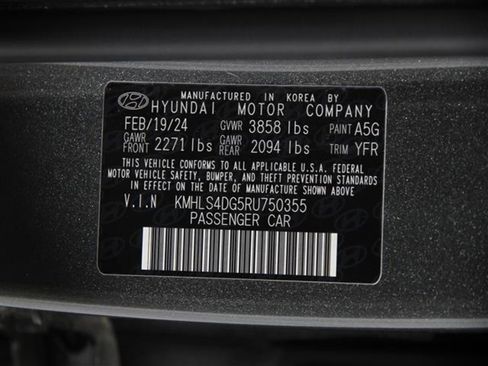 MANUFACTURED IN KOREA BY
HYUNDAI MOTOR COMPANY
FEB/19/24 GVWR 3858 lbs PAINT A5G
GAWR FRONT 2271 lbs GAWR REAR 2094 lbs TRIM YFR
THIS VEHICLE CONFORMS TO ALL APPLICABLE U.S.A. FEDERAL
MOTOR VEHICLE SAFETY, BUMPER, AND THEFT PREVENTION STANDARDS
IN EFFECT ON THE DATE OF MANUFACTURE SHOWN ABOVE
V.I.N KMHLS4DG5RU750355
PASSENGER CAR